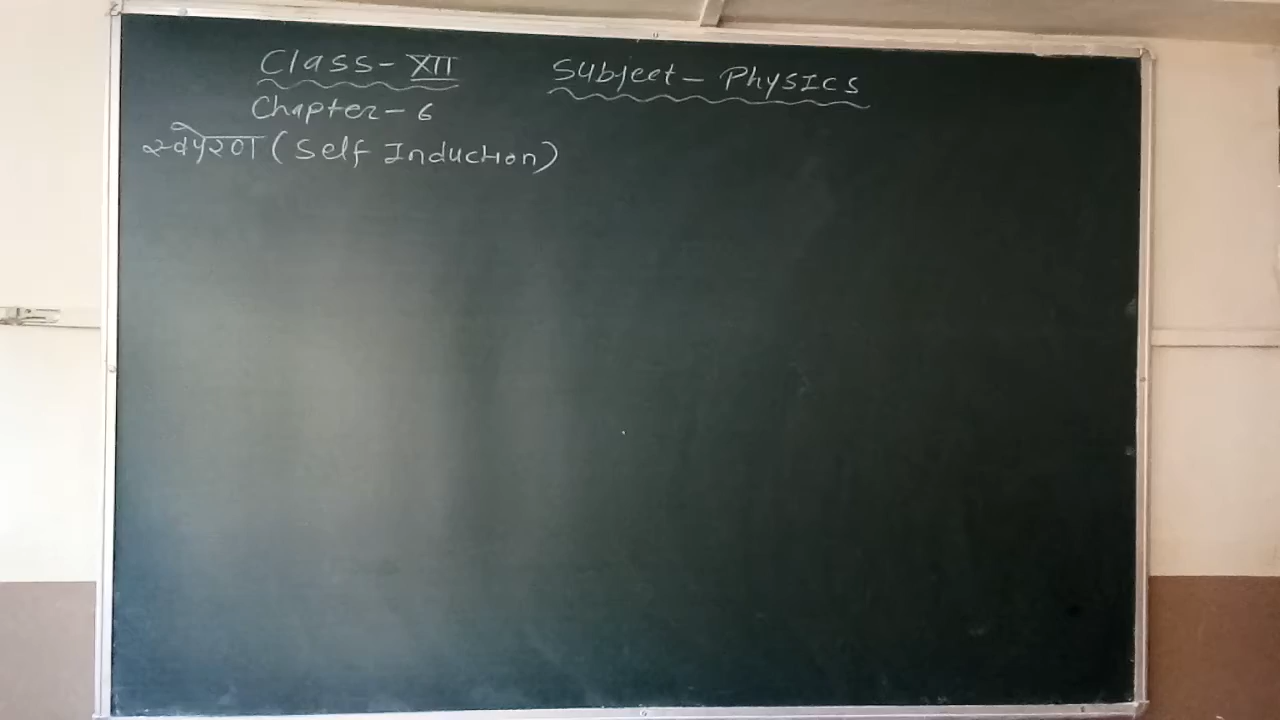 Class - XII Subject - Physics
Chapter - 6
स्वप्रेरण (Self Induction)